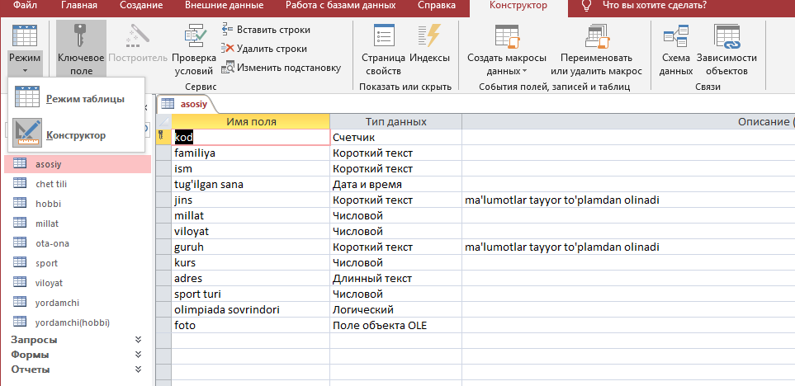 Файл Главная Создание Внешние данные Работа с базами данных Справка Конструктор Что вы хотите сделать?
Режим
Ключевое поле
Построитель
Проверка условий
Вставить строки
Удалить строки
Изменить подстановку
Страница свойств
Индексы
Создать макросы данных
Переименовать или удалить макрос
Схема данных
Зависимости объектов
Сервис
Показать или скрыть
События полей, записей и таблиц
Связи
Режим таблицы
Конструктор
asosiy
chet tili
hobbi
millat
ota-ona
sport
viloyat
yordamchi
yordamchi(hobbi)
Запросы
Формы
Отчеты
asosiy
Имя поля Тип данных Описание (
kod Счетчик
familiya Короткий текст
ism Короткий текст
tug'ilgan sana Дата и время
jins Короткий текст ma'lumotlar tayyor to'plamdan olinadi
millat Числовой
viloyat Числовой
guruh Короткий текст ma'lumotlar tayyor to'plamdan olinadi
kurs Числовой
adres Длинный текст
sport turi Числовой
olimpiada sovrindori Логический
foto Поле объекта OLE